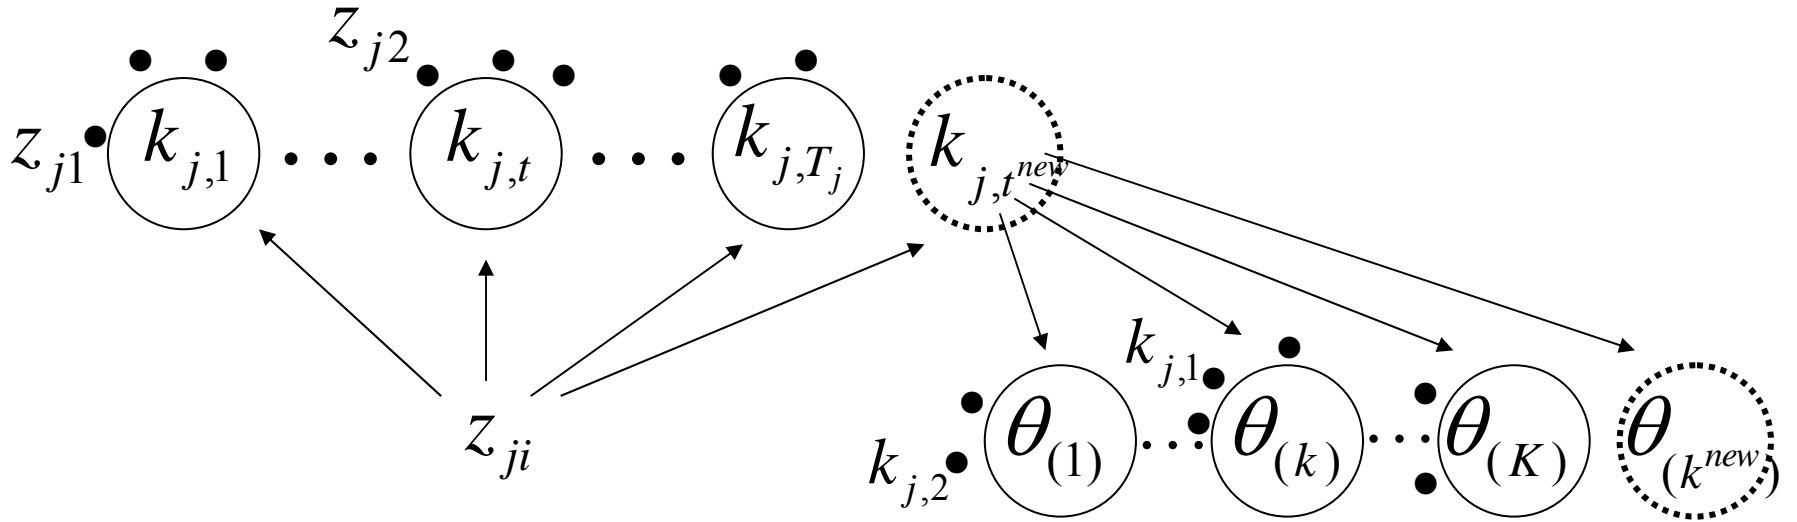 z_{j2}
z_{j1} k_{j,1} ... k_{j,t} ... k_{j,T_j} k_{j,t^{new}}
k_{j,1}
z_{ji} θ_{(1)} ... θ_{(k)} ... θ_{(K)} θ_{(k^{new})}
k_{j,2}